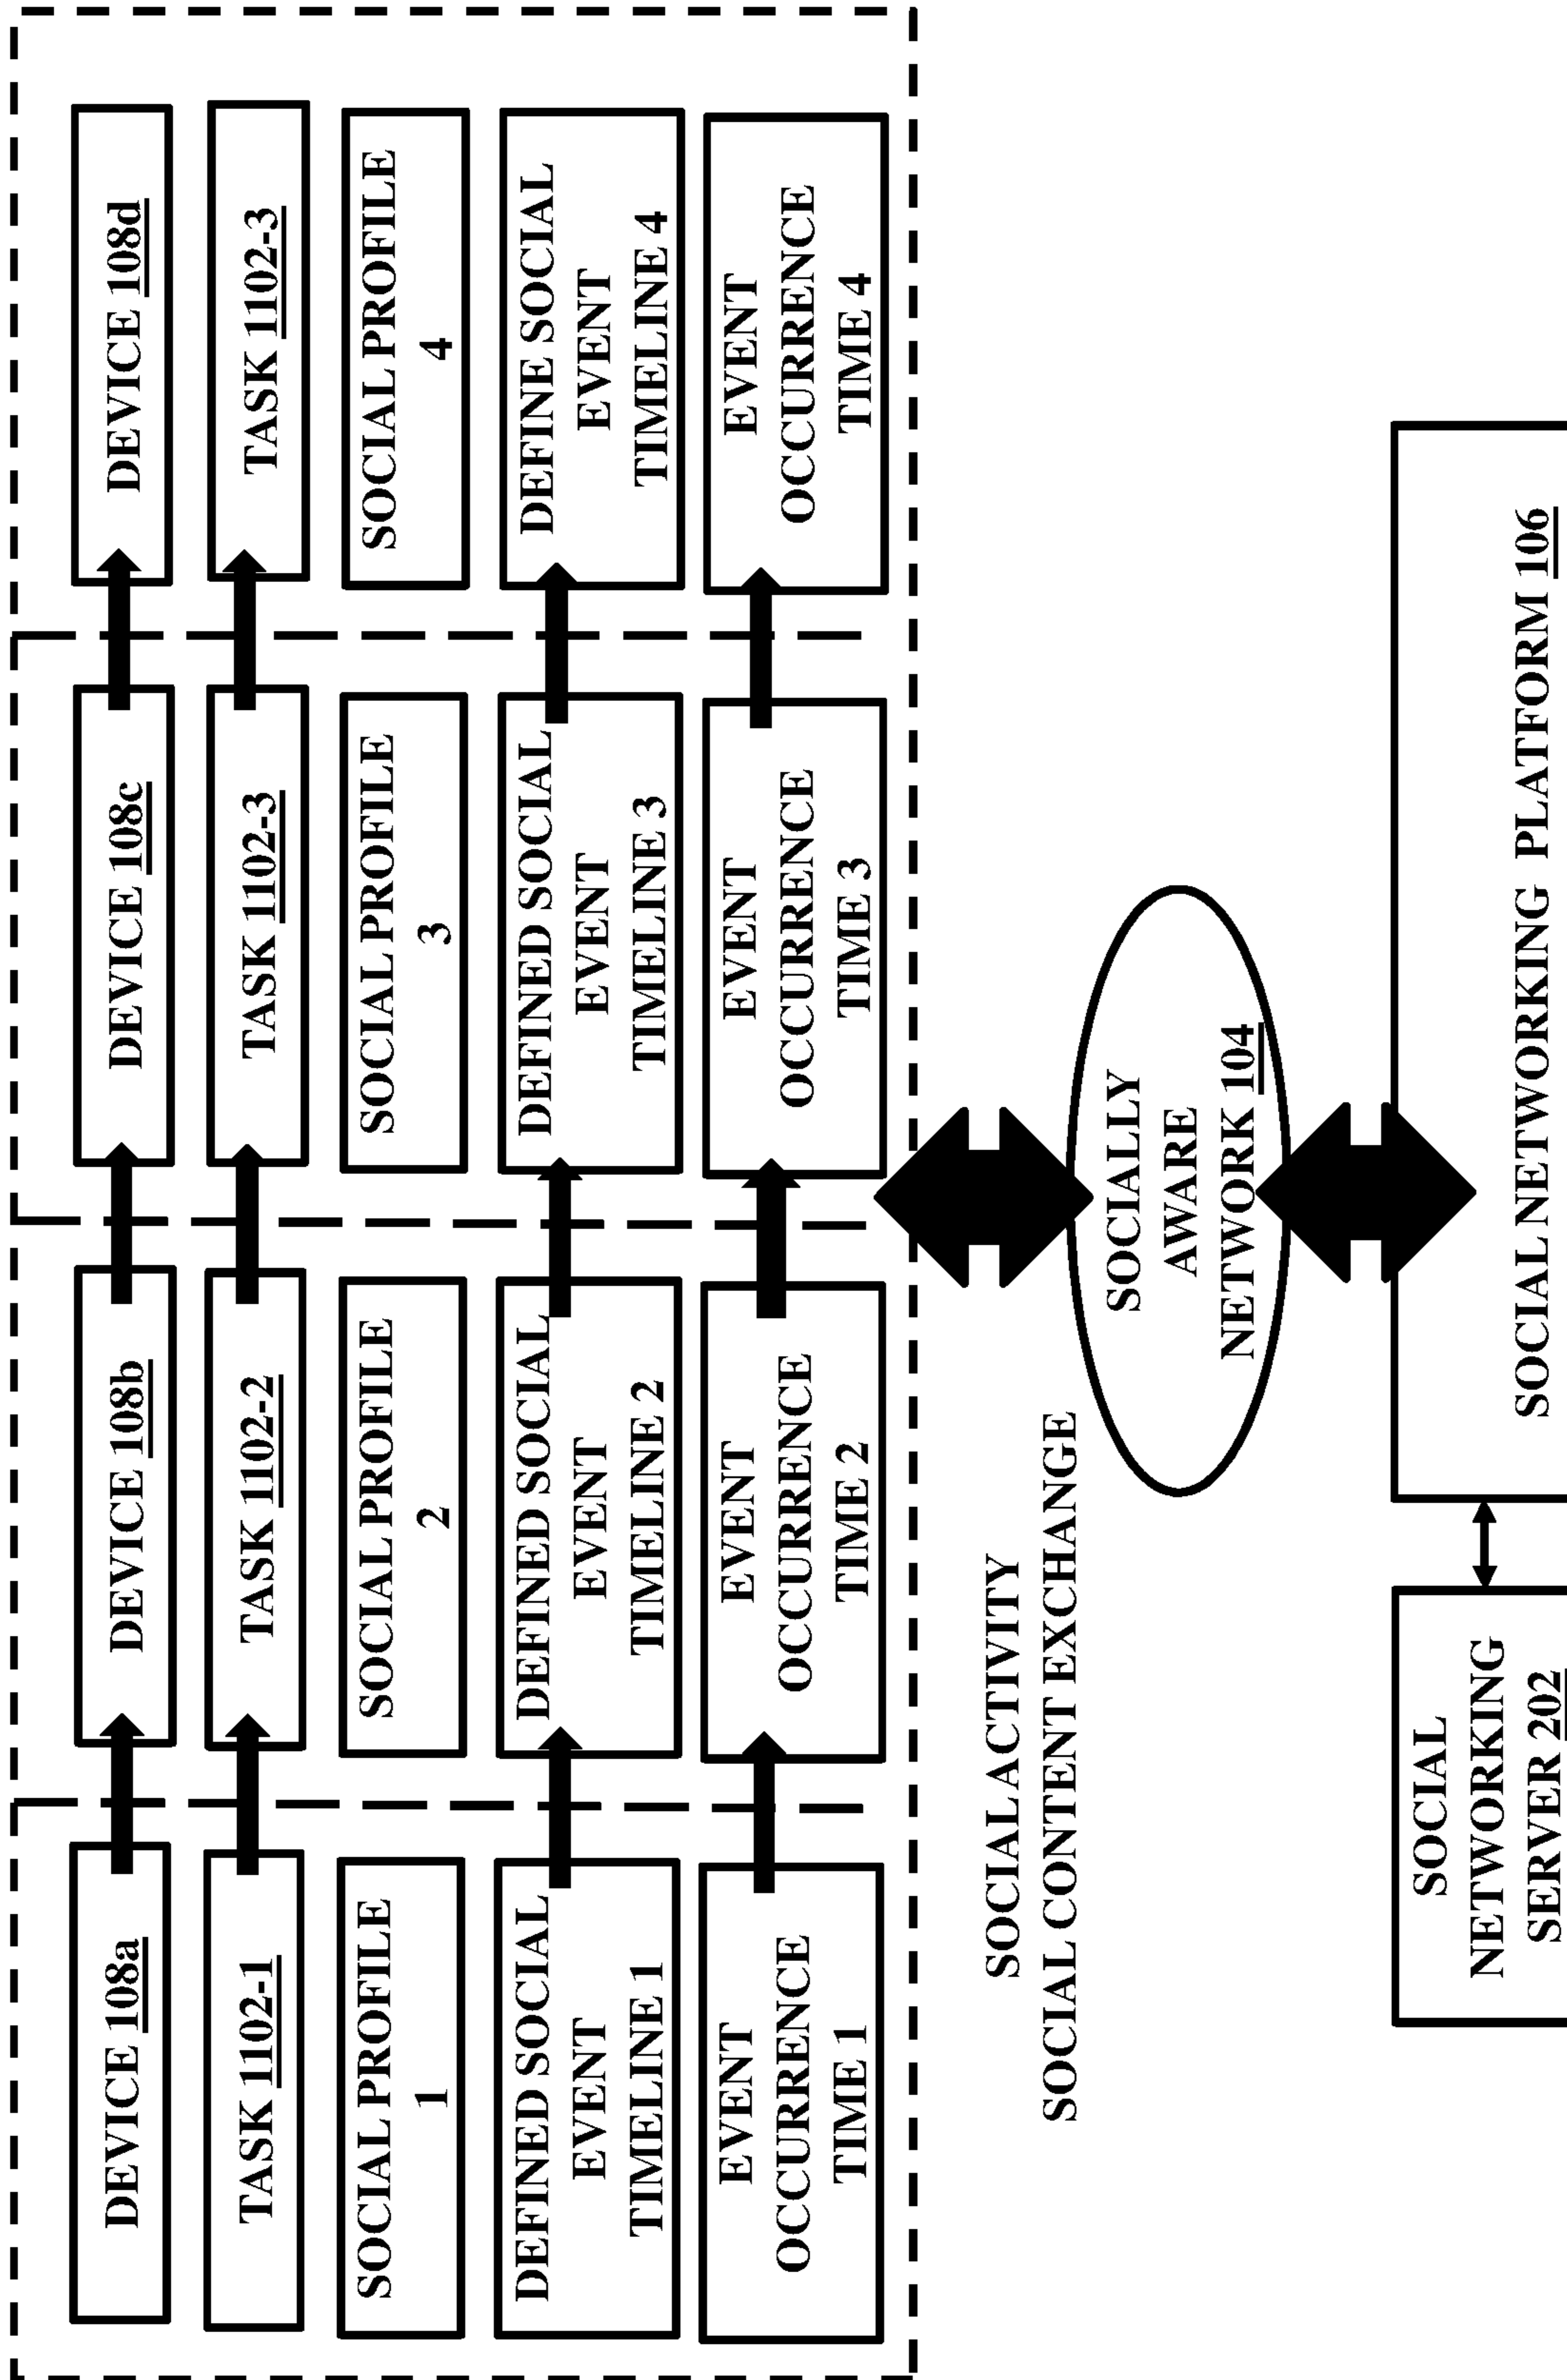 DEVICE 108a
TASK 1102-1
SOCIAL PROFILE
1
DEFINED SOCIAL
EVENT
TIMELINE 1
EVENT
OCCURRENCE
TIME 1
DEVICE 108b
TASK 1102-2
SOCIAL PROFILE
2
DEFINED SOCIAL
EVENT
TIMELINE 2
EVENT
OCCURRENCE
TIME 2
DEVICE 108c
TASK 1102-3
SOCIAL PROFILE
3
DEFINED SOCIAL
EVENT
TIMELINE 3
EVENT
OCCURRENCE
TIME 3
DEVICE 108d
TASK 1102-3
SOCIAL PROFILE
4
DEFINE SOCIAL
EVENT
TIMELINE 4
EVENT
OCCURRENCE
TIME 4
SOCIAL ACTIVITY
SOCIAL CONTENT EXCHANGE
SOCIALLY
AWARE
NETWORK 104
SOCIAL
NETWORKING
SERVER 202
SOCIAL NETWORKING PLATFORM 106